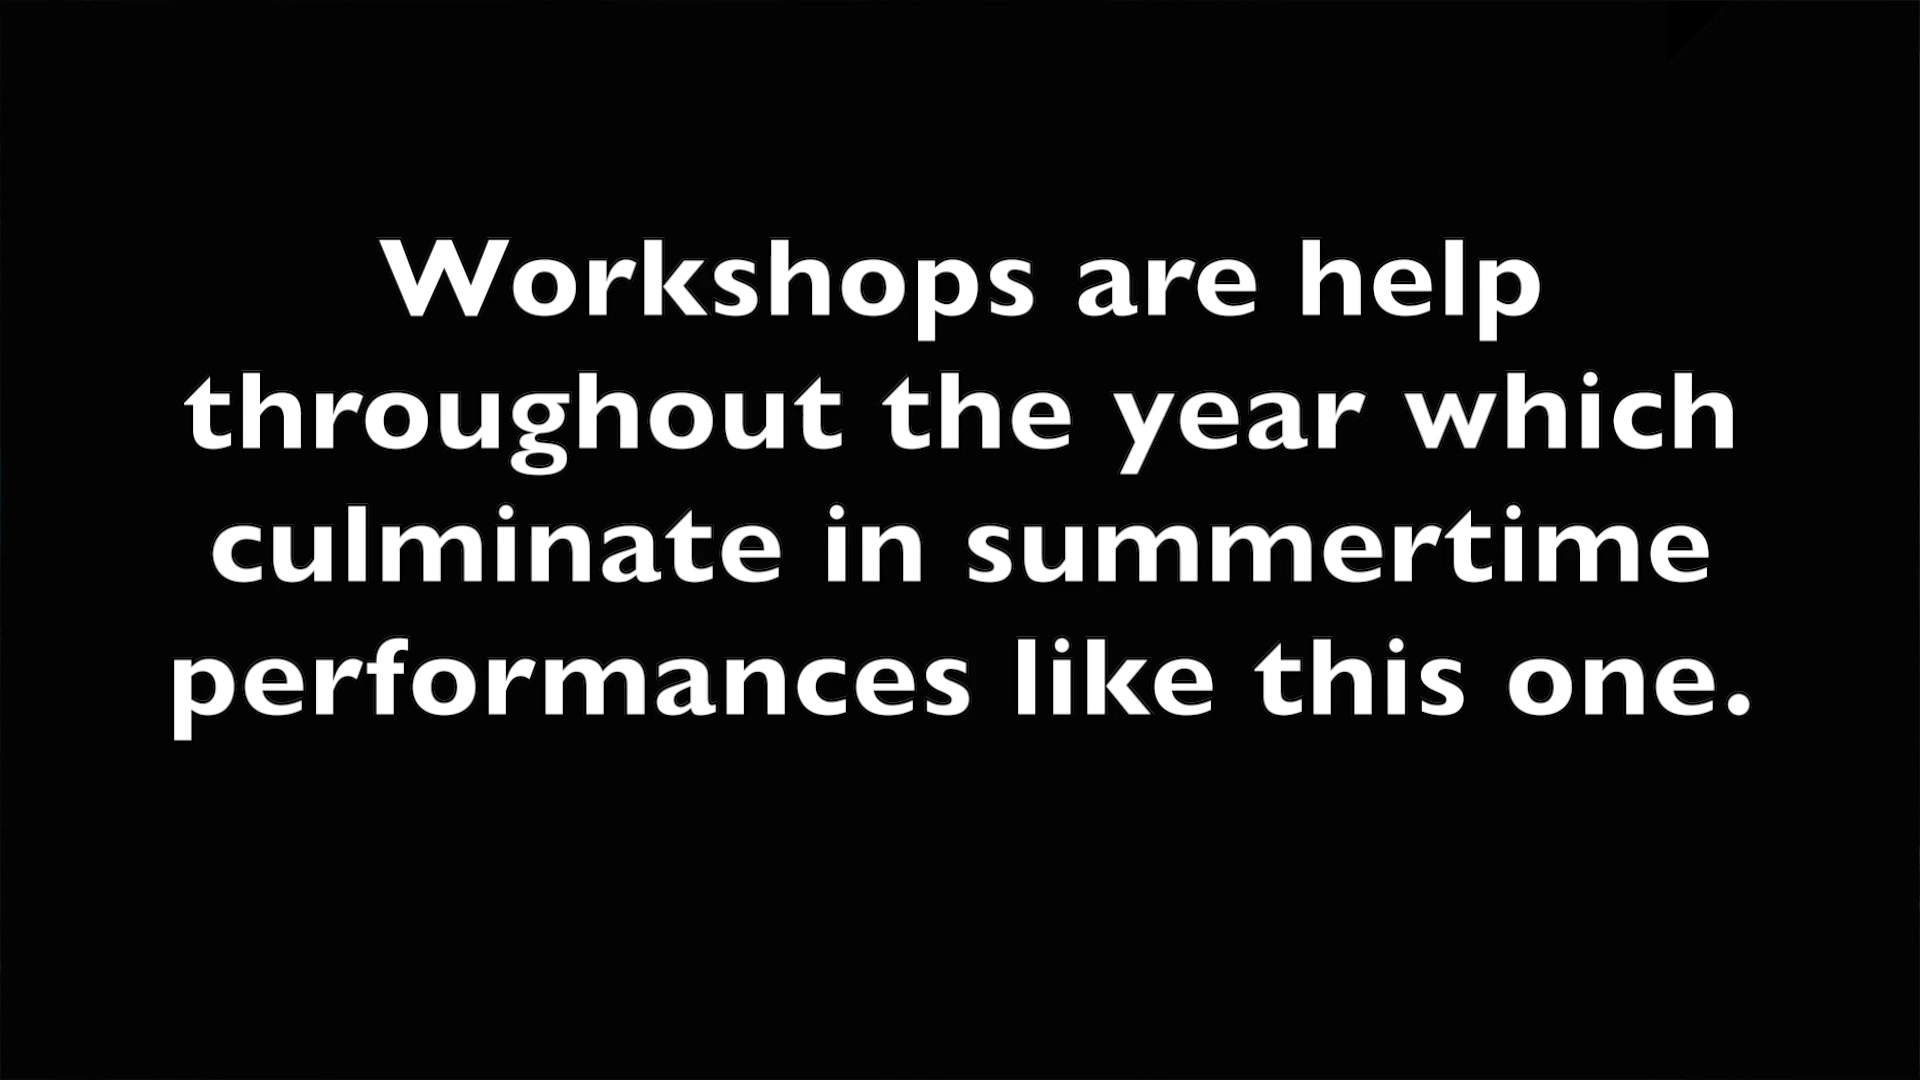 Workshops are help
throughout the year which
culminate in summertime
performances like this one.